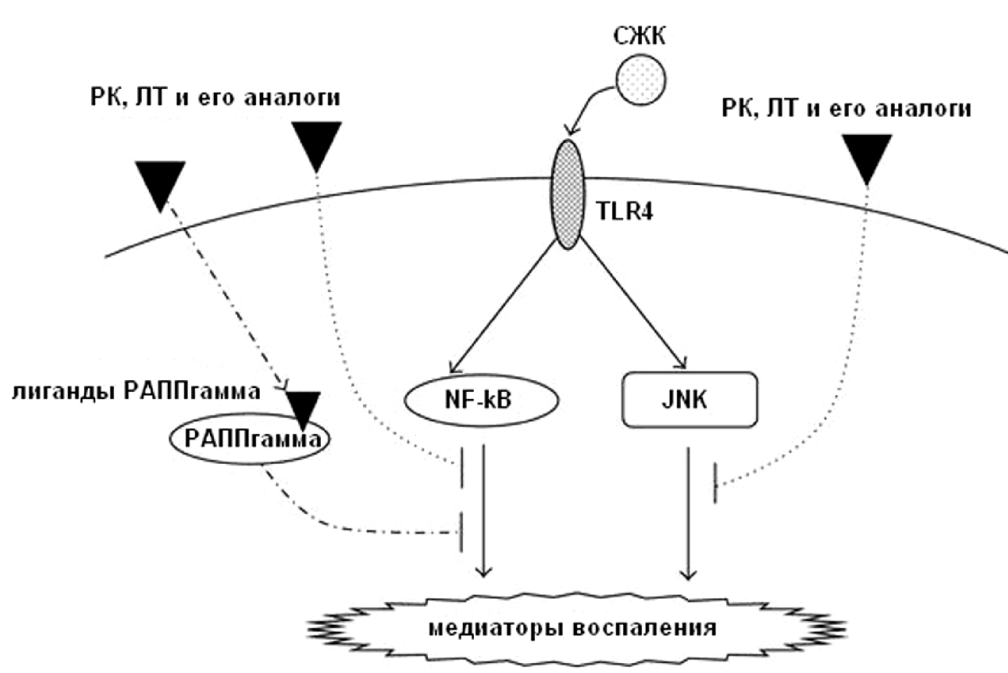 СЖК
РК, ЛТ и его аналоги
РК, ЛТ и его аналоги
TLR4
лиганды РАППгамма
NF-kB
JNK
РАППгамма
медиаторы воспаления